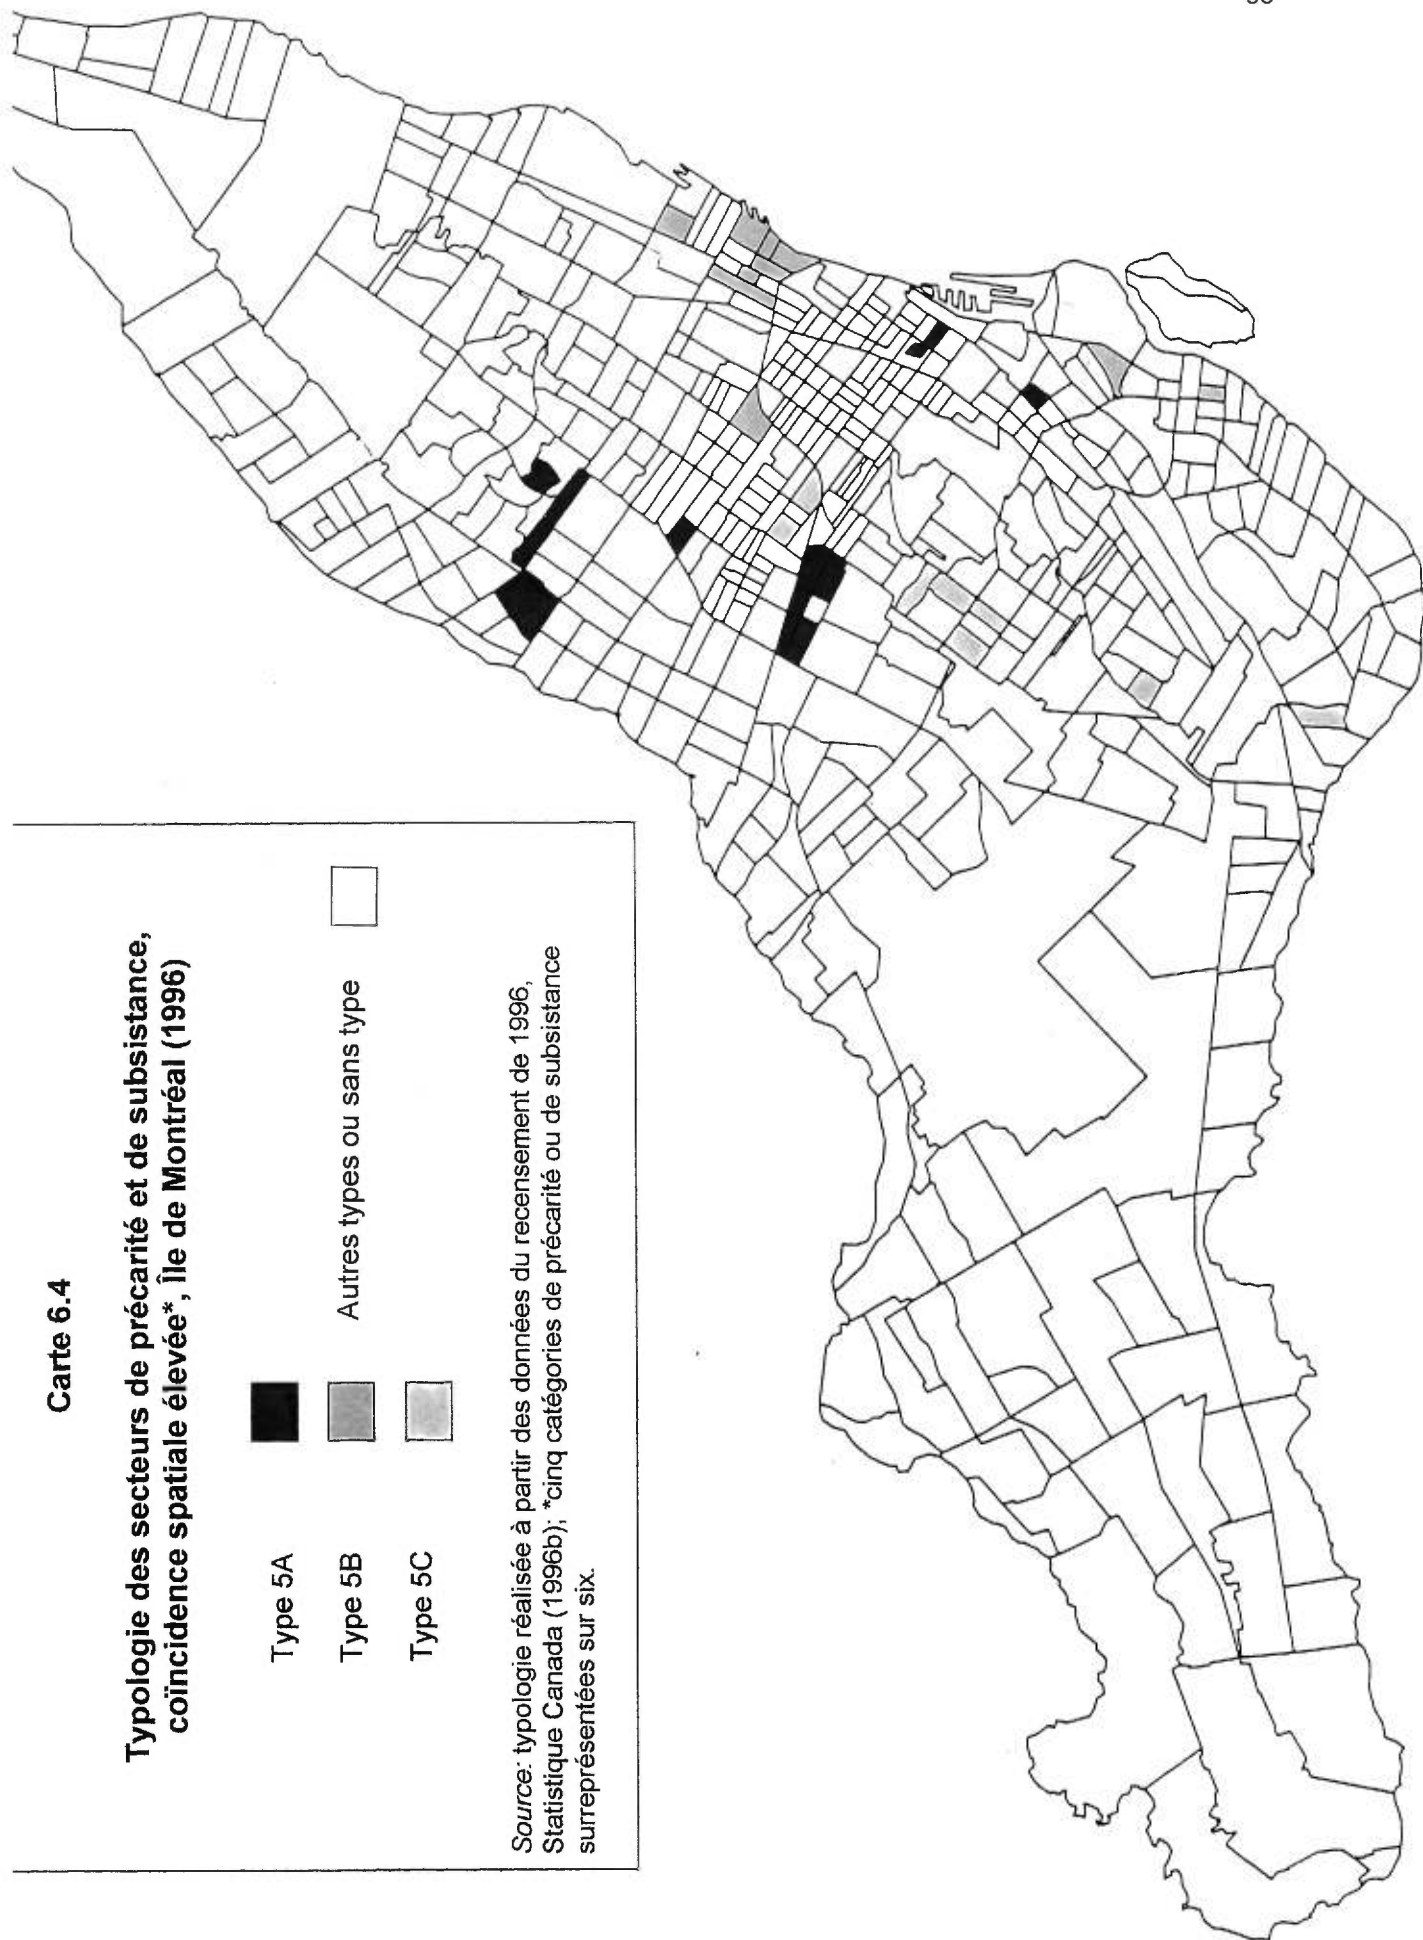 Carte 6.4
Typologie des secteurs de précarité et de subsistance,
coïncidence spatiale élevée*, Île de Montréal (1996)
Type 5A
Type 5B
Autres types ou sans type
Type 5C
Source: typologie réalisée à partir des données du recensement de 1996,
Statistique Canada (1996b); *cinq catégories de précarité ou de subsistance
surreprésentées sur six.